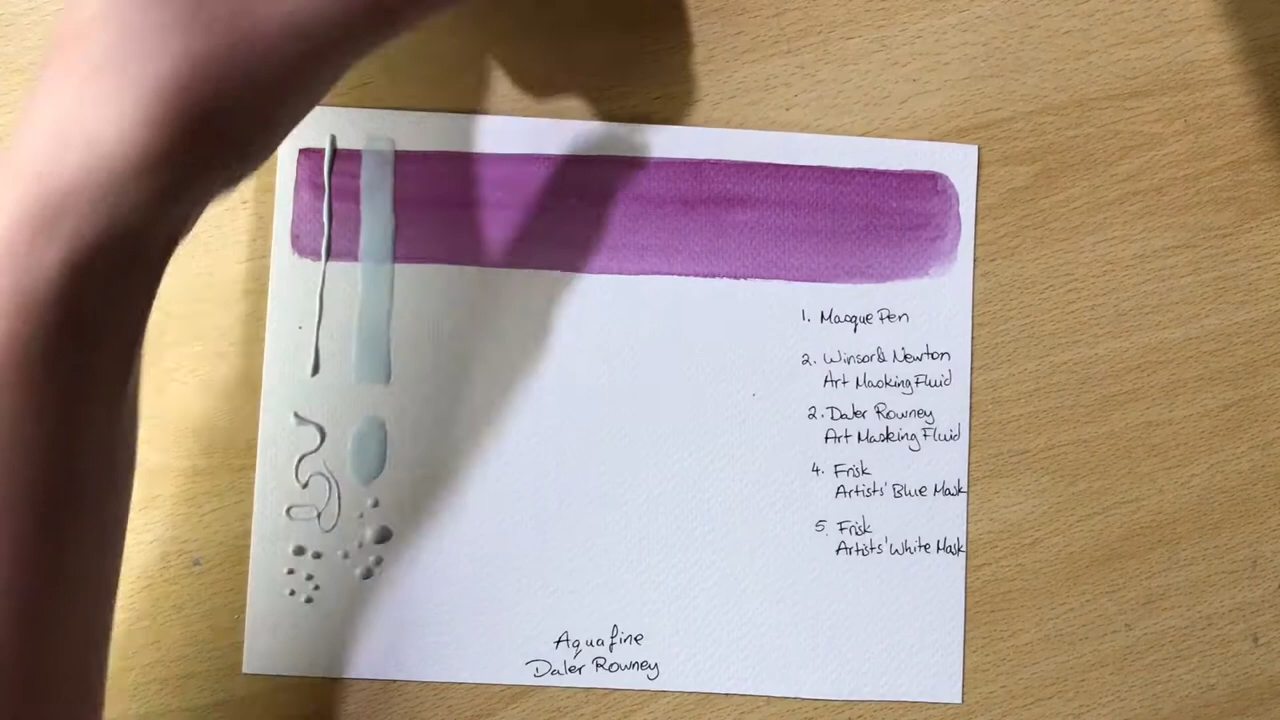 1. Masque Pen
2. Winsor & Newton
Art Masking Fluid
2. Daler Rowney
Art Masking Fluid
4. Frisk
Artists' Blue Mask
5. Frisk
Artists' White Mask
Aquafine
Daler Rowney